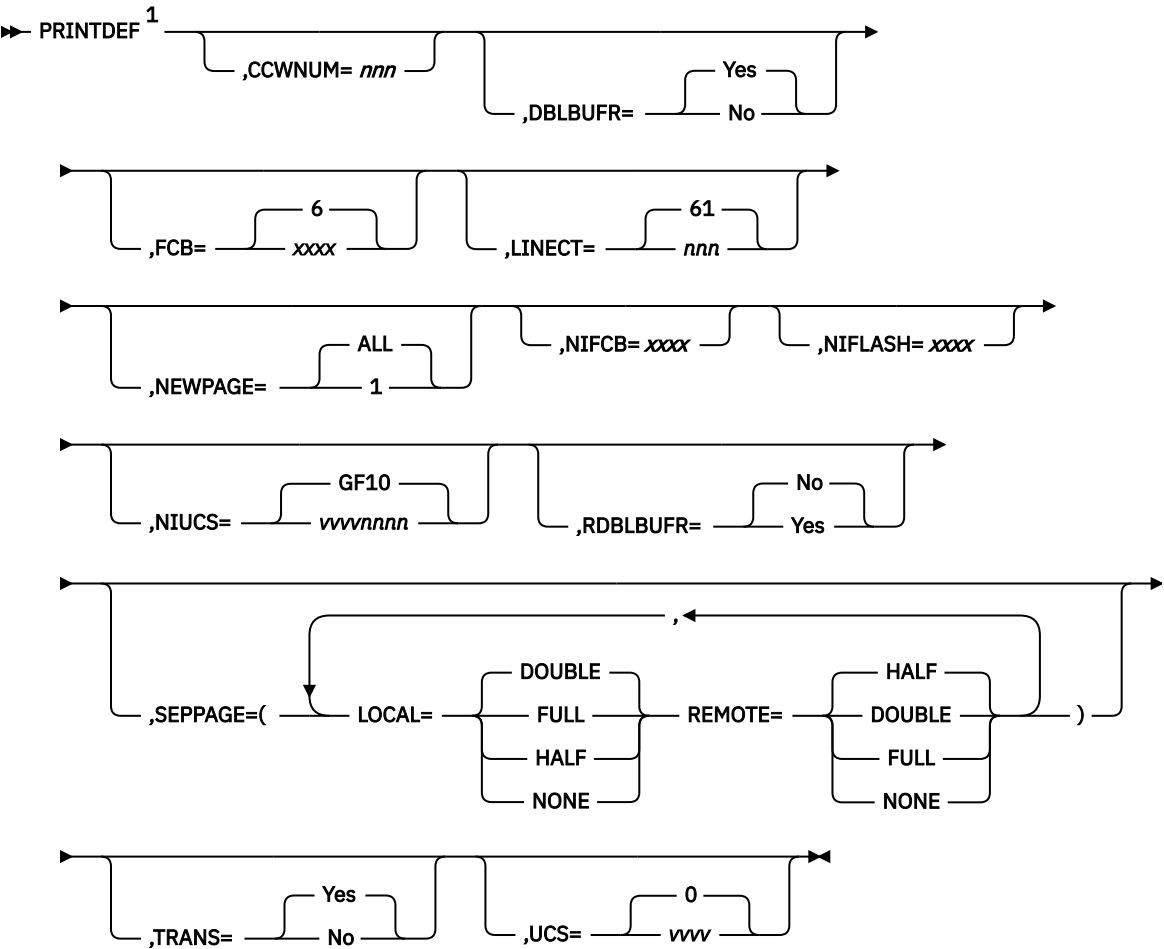 PRINTDEF 1
,CCWNUM= nnn
Yes
,DBLBUFR= No
6
,FCB= xxxx
61
,LINECT= nnn
ALL
,NEWPAGE= 1
,NIFCB= xxxx
,NIFLASH= xxxx
GF10
,NIUCS= vvvvnnnn
No
,RDBLBUFR= Yes
,
DOUBLE
HALF
,SEPPAGE=( LOCAL= FULL REMOTE= DOUBLE )
HALF
FULL
NONE
NONE
Yes
,TRANS= No
0
,UCS= vvvv